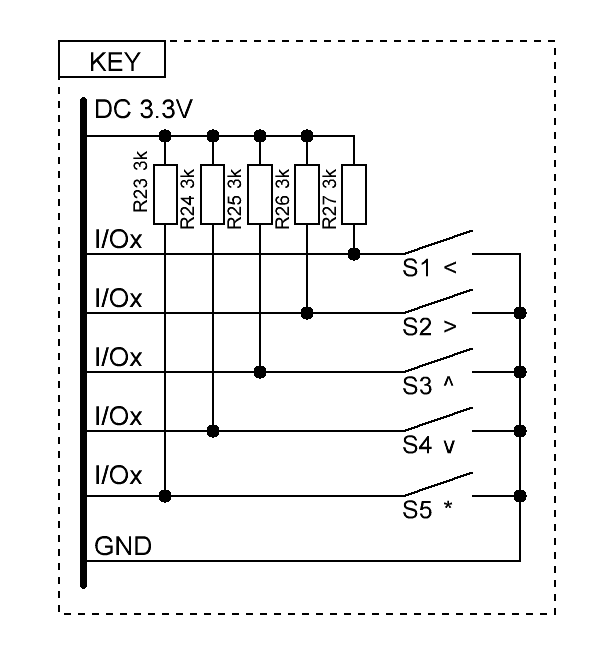 KEY
DC 3.3V
R23 3k
R24 3k
R25 3k
R26 3k
R27 3k
I/Ox
S1 <
I/Ox
S2 >
I/Ox
S3 ^
I/Ox
S4 v
I/Ox
S5 *
GND